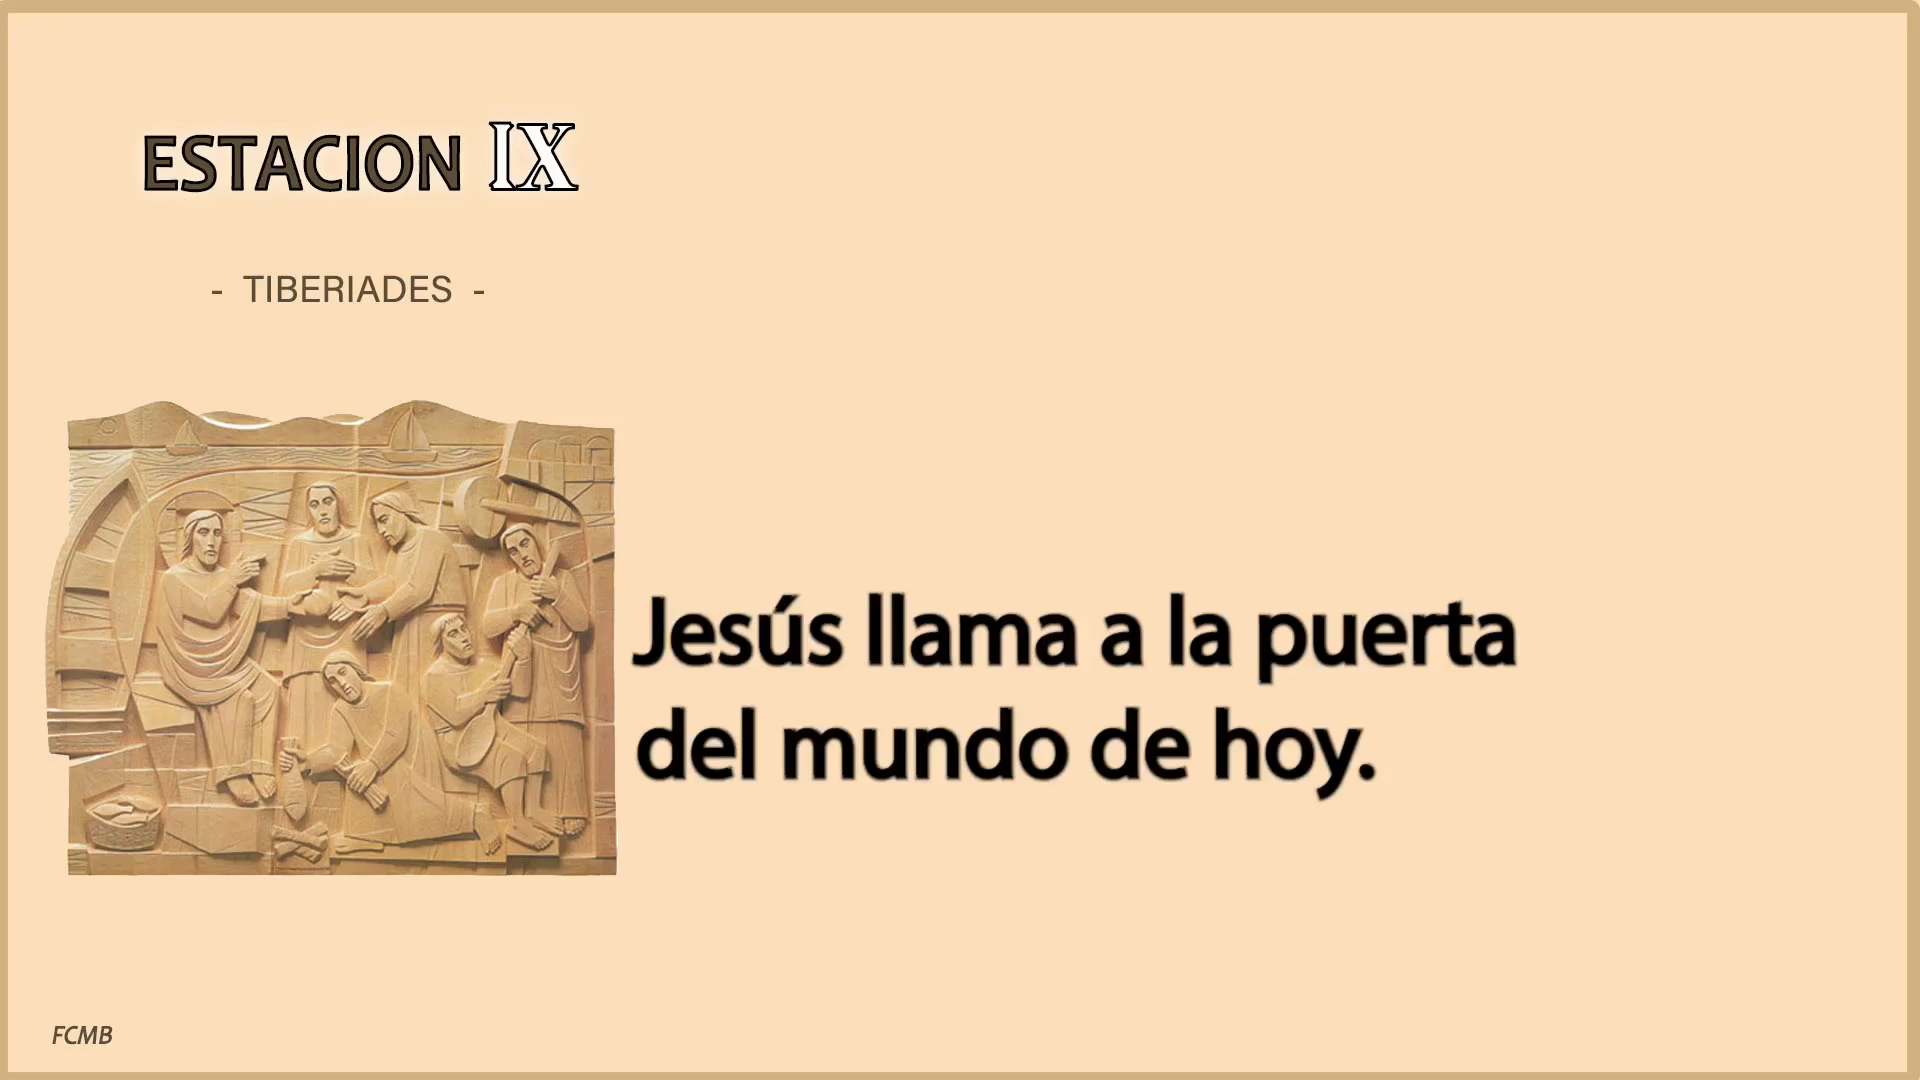 ESTACION IX
- TIBERIADES -
Jesús llama a la puerta
del mundo de hoy.
FCMB